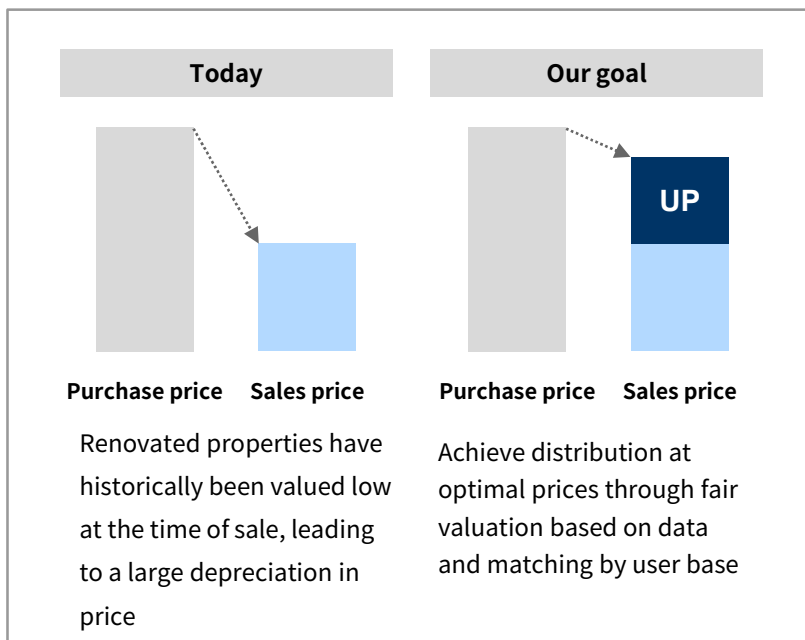 Today
Purchase price
Sales price
Renovated properties have
historically been valued low
at the time of sale, leading
to a large depreciation in
price
Our goal
UP
Purchase price
Sales price
Achieve distribution at
optimal prices through fair
valuation based on data
and matching by user base